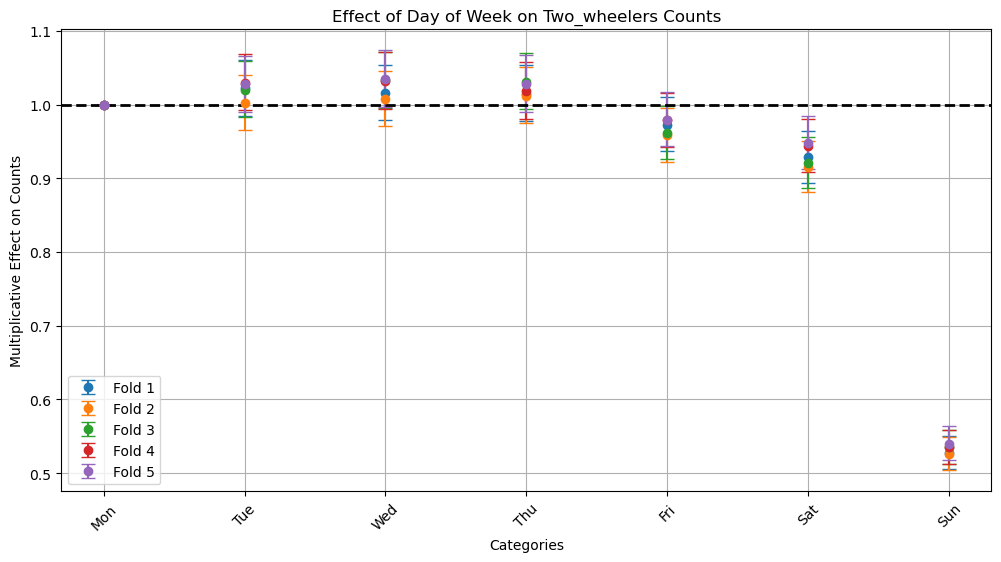 Effect of Day of Week on Two_wheelers Counts
Multiplicative Effect on Counts
1.1
1.0
0.9
0.8
0.7
0.6
0.5
Fold 1
Fold 2
Fold 3
Fold 4
Fold 5
Mon
Tue
Wed
Thu
Fri
Sat
Sun
Categories